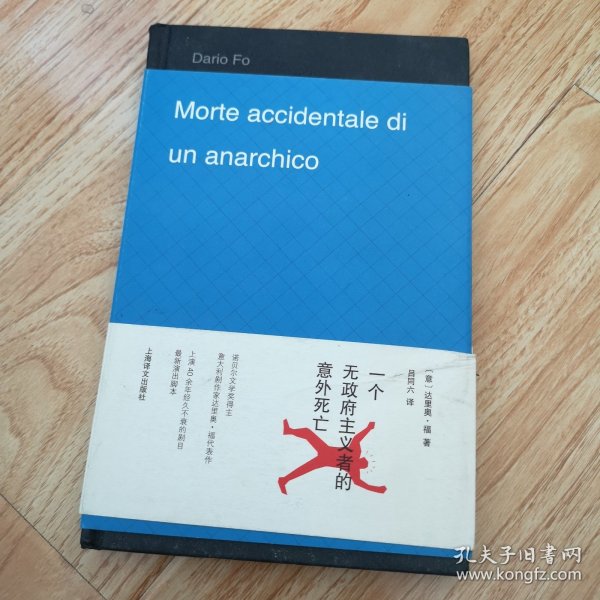 Dario Fo
Morte accidentale di
un anarchico
〔意〕达里奥·福 著
吕同六 译
一个
无政府主义者的
意外死亡
诺贝尔文学奖得主
意大利剧作家达里奥·福代表作
上演40余年经久不衰的剧目
最新演出脚本
上海译文出版社
孔夫子旧书网
www.kongfz.com